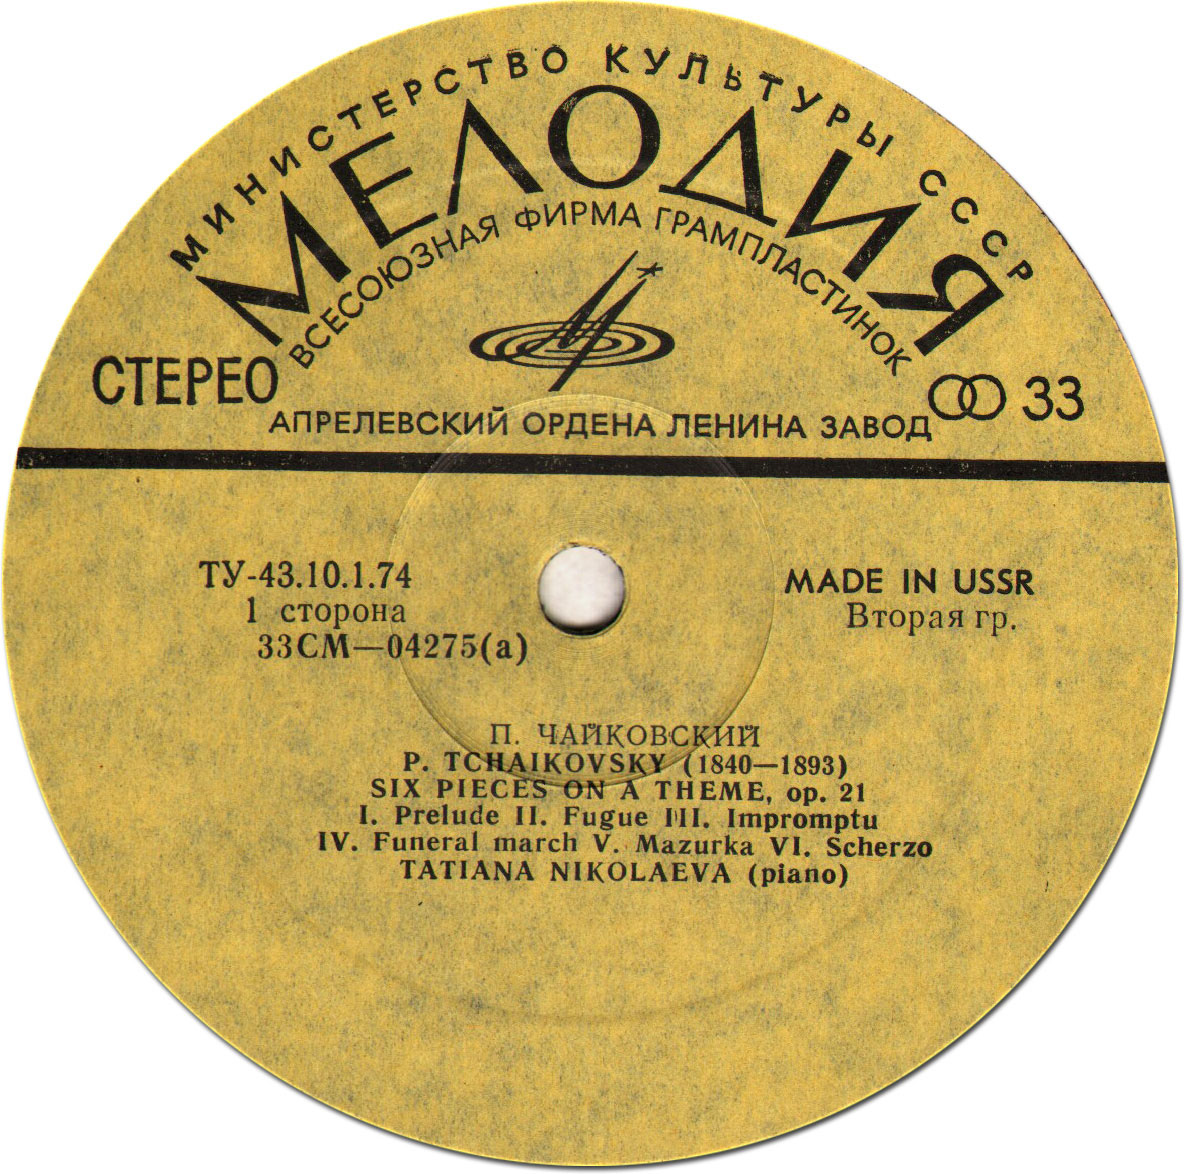 МИНИСТЕРСТВО КУЛЬТУРЫ СССР
МЕЛОДИЯ
ВСЕСОЮЗНАЯ ФИРМА ГРАМПЛАСТИНОК
СТЕРЕО
33
АПРЕЛЕВСКИЙ ОРДЕНА ЛЕНИНА ЗАВОД
ТУ-43.10.1.74
1 сторона
33СМ—04275(а)
MADE IN USSR
Вторая гр.
П. ЧАЙКОВСКИЙ
P. TCHAIKOVSKY (1840—1893)
SIX PIECES ON A THEME, op. 21
I. Prelude II. Fugue III. Impromptu
IV. Funeral march V. Mazurka VI. Scherzo
TATIANA NIKOLAEVA (piano)